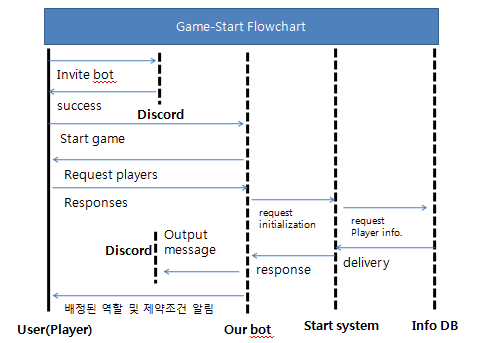 Game-Start Flowchart
Invite bot
success
Discord
Start game
Request players
Responses
request
initialization
request
Player info.
Discord
Output
message
response
delivery
배정된 역할 및 제약조건 알림
User(Player)
Our bot
Start system
Info DB